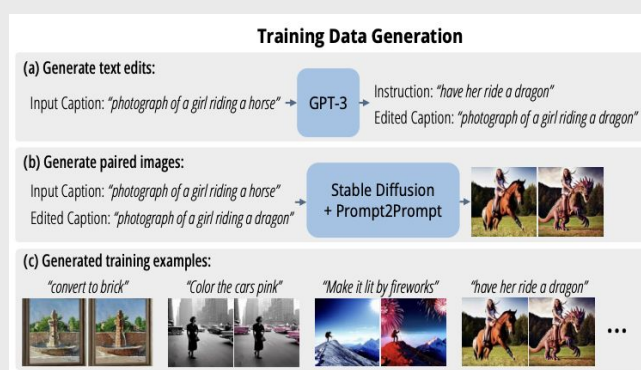 Training Data Generation
(a) Generate text edits:
Input Caption: "photograph of a girl riding a horse"
GPT-3
Instruction: "have her ride a dragon"
Edited Caption: "photograph of a girl riding a dragon"
(b) Generate paired images:
Input Caption: "photograph of a girl riding a horse"
Edited Caption: "photograph of a girl riding a dragon"
Stable Diffusion
+ Prompt2Prompt
(c) Generated training examples:
"convert to brick"
"Color the cars pink"
"Make it lit by fireworks"
"have her ride a dragon"
...